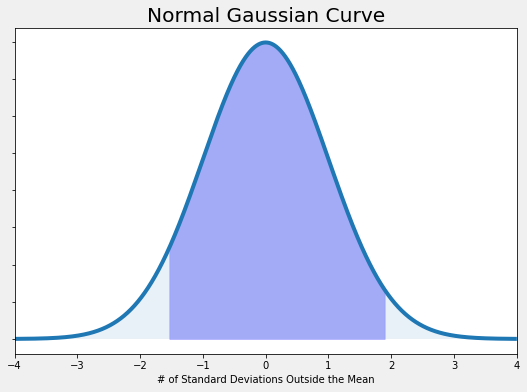 Normal Gaussian Curve
−4 −3 −2 −1 0 1 2 3 4
# of Standard Deviations Outside the Mean